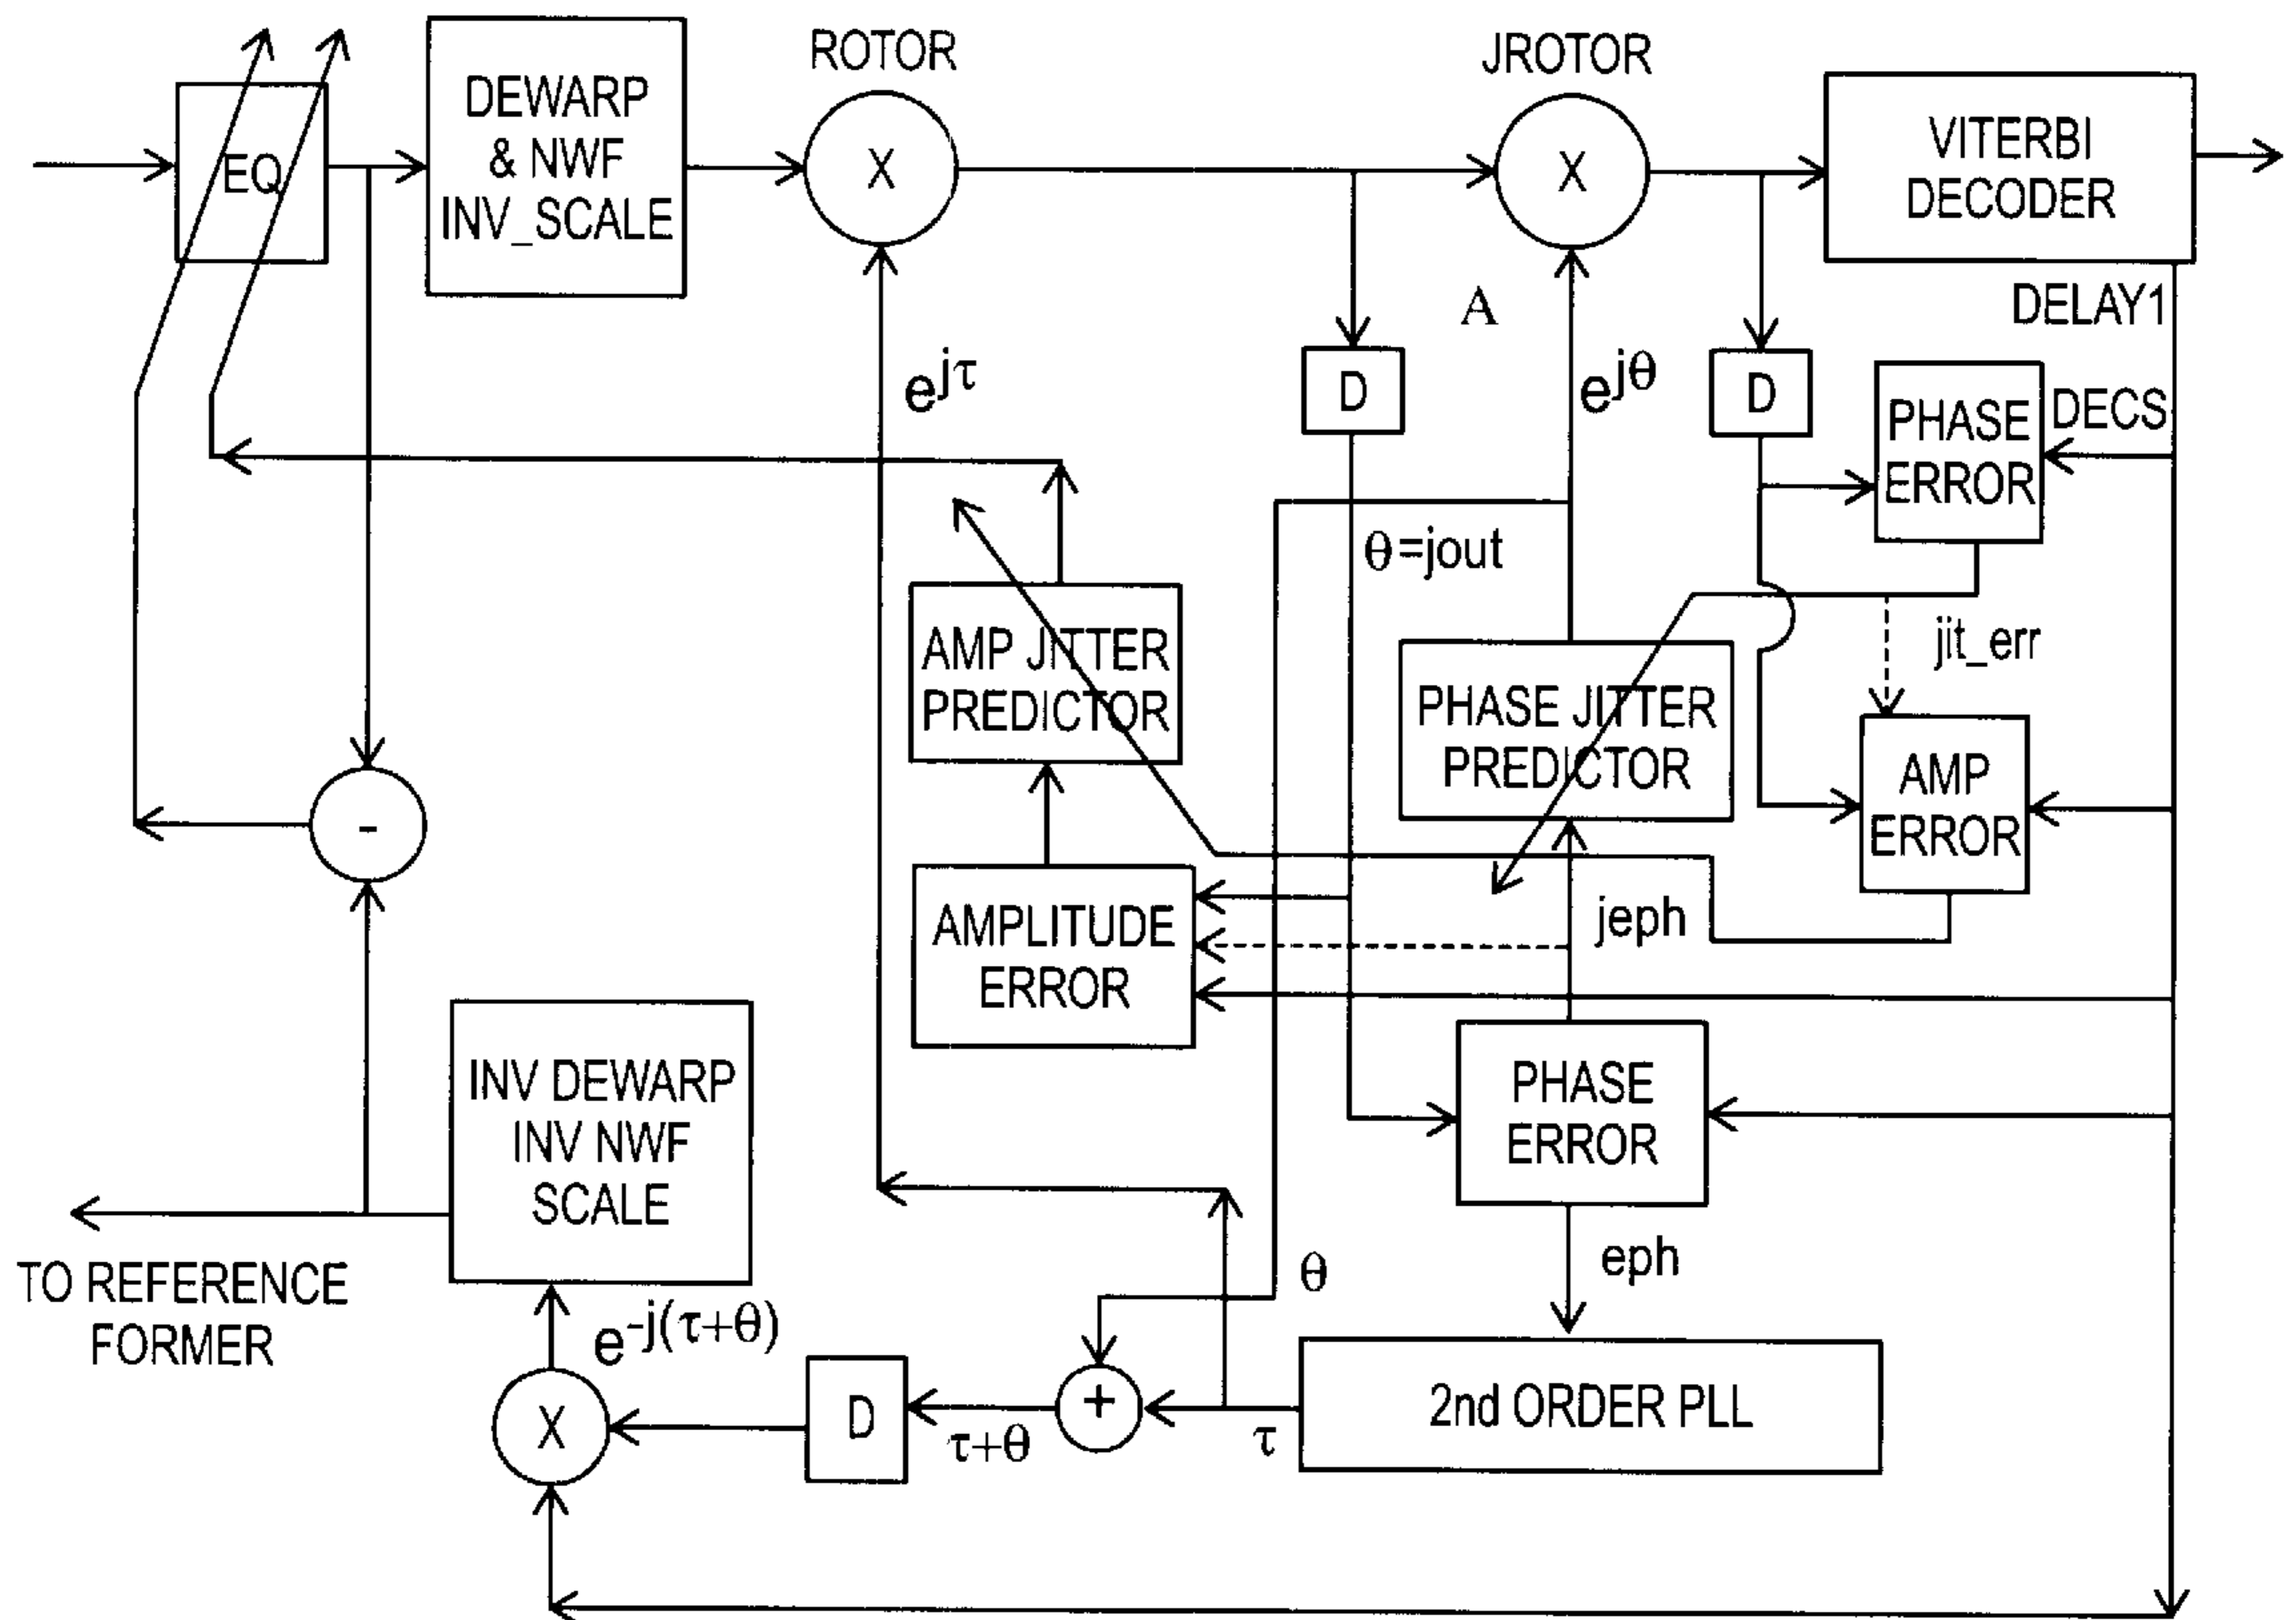 ROTOR
JROTOR
EQ
DEWARP
& NWF
INV_SCALE
X
X
VITERBI
DECODER
DELAY1
A
e^jτ
e^jθ
D
D
PHASE
ERROR
DECS
θ=jout
jit_err
AMP JITTER
PREDICTOR
PHASE JITTER
PREDICTOR
AMP
ERROR
-
AMPLITUDE
ERROR
jeph
INV DEWARP
INV NWF
SCALE
PHASE
ERROR
TO REFERENCE
FORMER
eph
θ
e^-j(τ+θ)
X
D
τ+θ
+
τ
2nd ORDER PLL